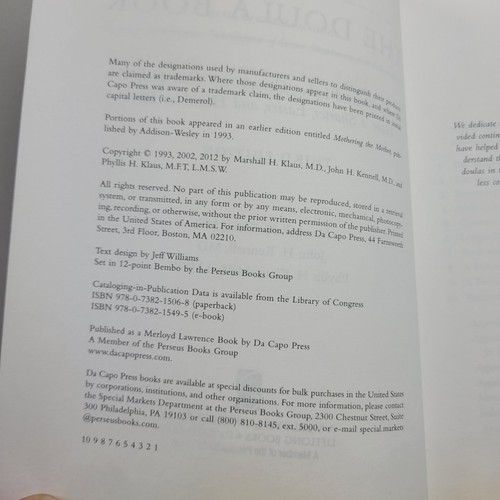 Many of the designations used by manufacturers and sellers to distinguish their products
are claimed as trademarks. Where those designations appear in this book and when Da
Capo Press was aware of a trademark claim, the designations have been printed in initial
capital letters (i.e., Demerol).
Portions of this book appeared in an earlier edition entitled Mothering the Mother, pub-
lished by Addison-Wesley in 1993.
Copyright © 1993, 2002, 2012 by Marshall H. Klaus, M.D., John H. Kennell, M.D., and
Phyllis H. Klaus, M.F.T, L.M.S.W.
All rights reserved. No part of this publication may be reproduced, stored in a retrieval
system, or transmitted, in any form or by any means, electronic, mechanical, photocopy-
ing, recording, or otherwise, without the prior written permission of the publisher. Printed
in the United States of America. For information, address Da Capo Press, 44 Farnsworth
Street, 3rd Floor, Boston, MA 02210.
Text design by Jeff Williams
Set in 12-point Bembo by the Perseus Books Group
Cataloging-in-Publication Data is available from the Library of Congress
ISBN 978-0-7382-1506-8 (paperback)
ISBN 978-0-7382-1549-5 (e-book)
Published as a Merloyd Lawrence Book by Da Capo Press
A Member of the Perseus Books Group
www.dacapopress.com.
Da Capo Press books are available at special discounts for bulk purchases in the United States
by corporations, institutions, and other organizations. For more information, please contact
the Special Markets Department at the Perseus Books Group, 2300 Chestnut Street, Suite
300 Philadelphia, PA 19103 or call (800) 810-8145, ext. 5000, or e-mail special.markets
@perseusbooks.com.
10 9 8 7 6 5 4 3 2 1
We dedicate
vided contin
have helped
derstand th
doulas in t
less ca